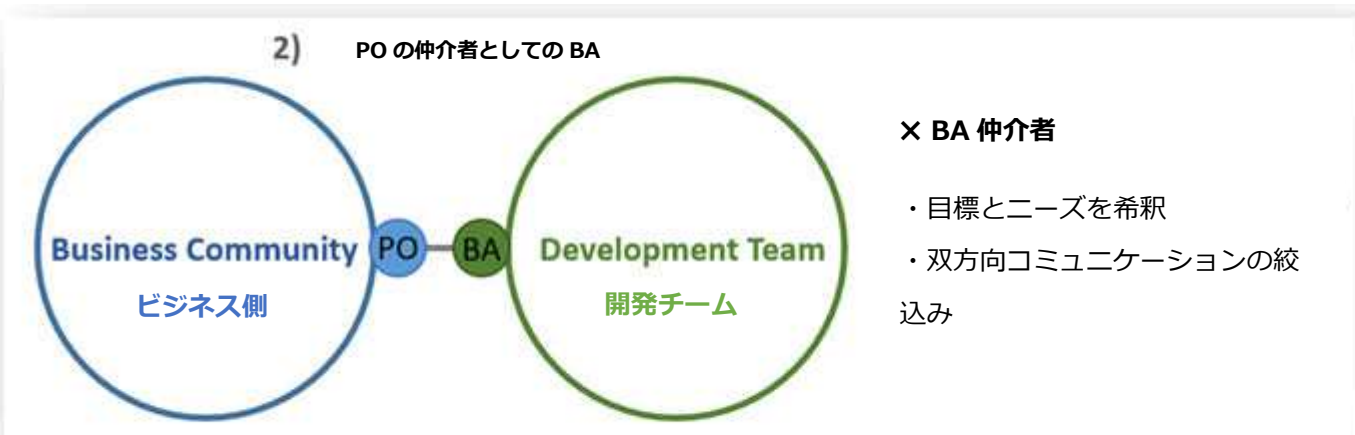 2) PO の仲介者としての BA
✕ BA 仲介者
・目標とニーズを希釈
・双方向コミュニケーションの絞
込み
Business Community PO BA Development Team
ビジネス側 開発チーム